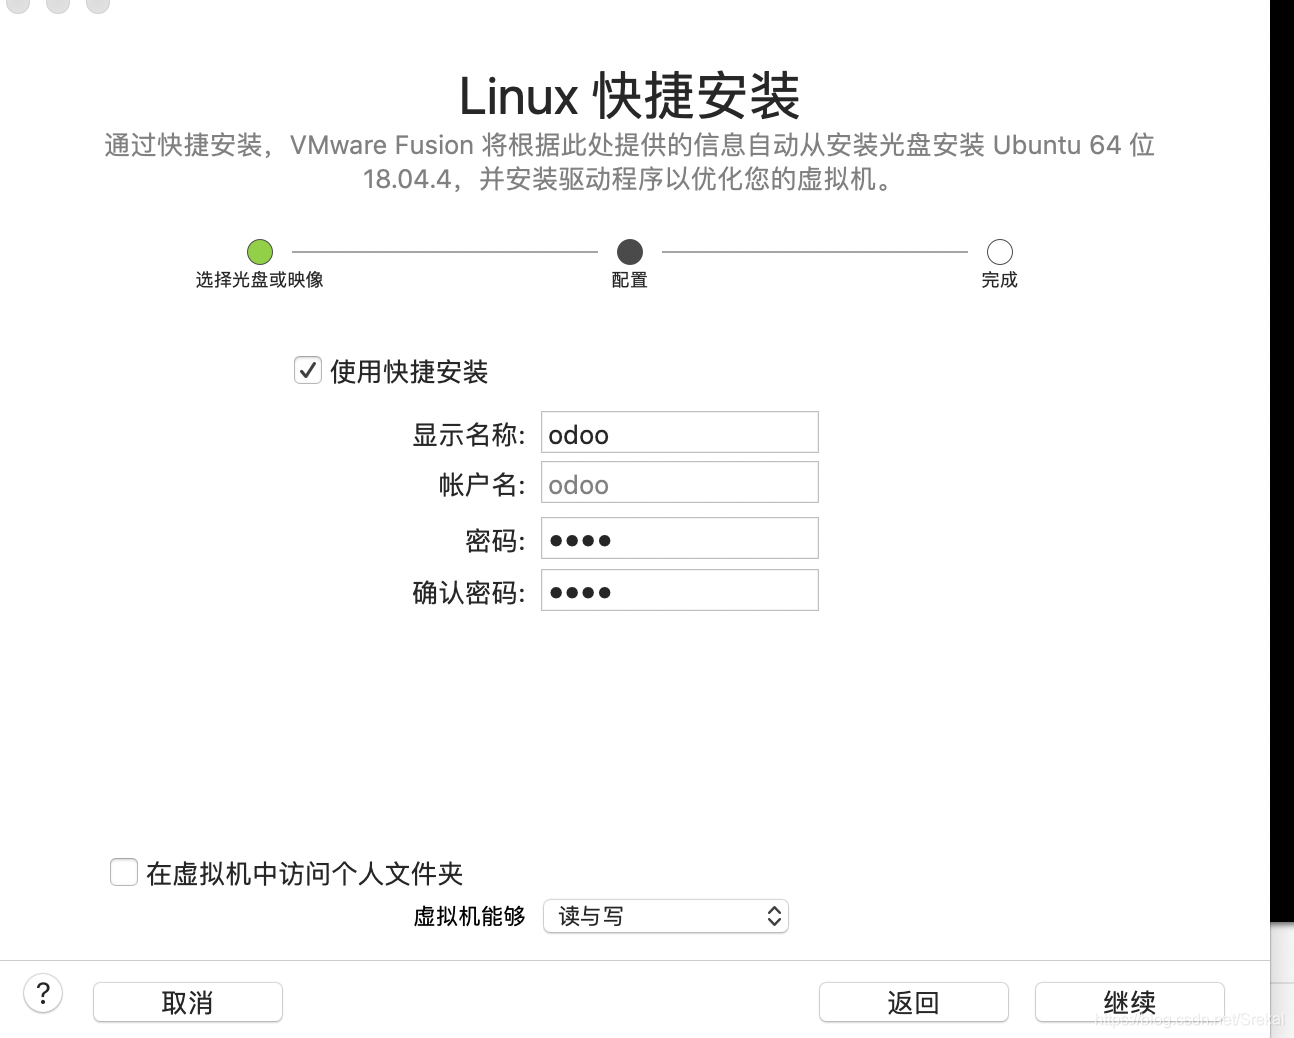 Linux 快捷安装
通过快捷安装，VMware Fusion 将根据此处提供的信息自动从安装光盘安装 Ubuntu 64 位
18.04.4，并安装驱动程序以优化您的虚拟机。
选择光盘或映像
配置
完成
使用快捷安装
显示名称: odoo
帐户名: odoo
密码: ●●●●
确认密码: ●●●●
在虚拟机中访问个人文件夹
虚拟机能够 读与写
? 取消 返回 继续
https://blog.csdn.net/Srekal